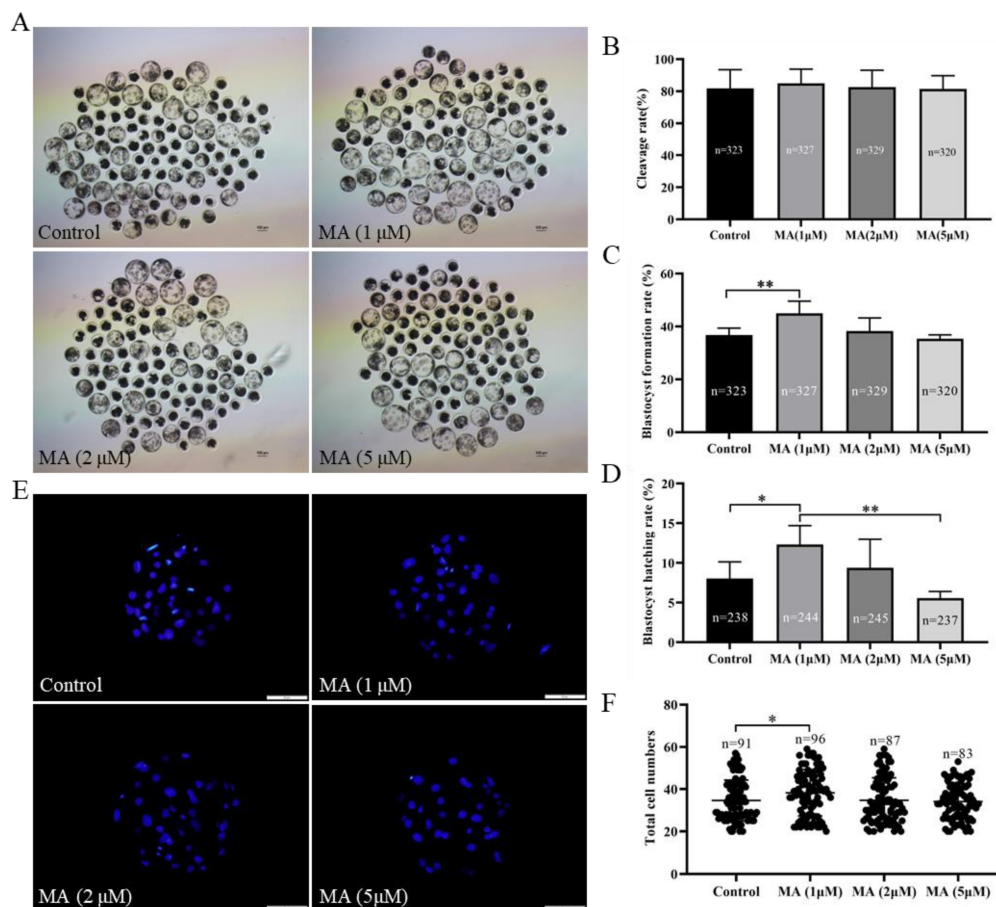 A
Control
MA (1 μM)
MA (2 μM)
MA (5 μM)
B
Cleavage rate(%)
100
80
60
40
20
0
n=323
n=327
n=329
n=320
Control
MA(1μM)
MA(2μM)
MA(5μM)
C
Blastocyst formation rate (%)
60
40
20
0
**
n=323
n=327
n=329
n=320
Control
MA (1μM)
MA (2μM)
MA (5μM)
D
Blastocyst hatching rate (%)
20
15
10
5
0
*
**
n=238
n=244
n=245
n=237
Control
MA (1μM)
MA (2μM)
MA (5μM)
E
Control
MA (1 μM)
MA (2 μM)
MA (5μM)
F
Total cell numbers
80
60
40
20
0
*
n=91
n=96
n=87
n=83
Control
MA (1μM)
MA (2μM)
MA (5μM)